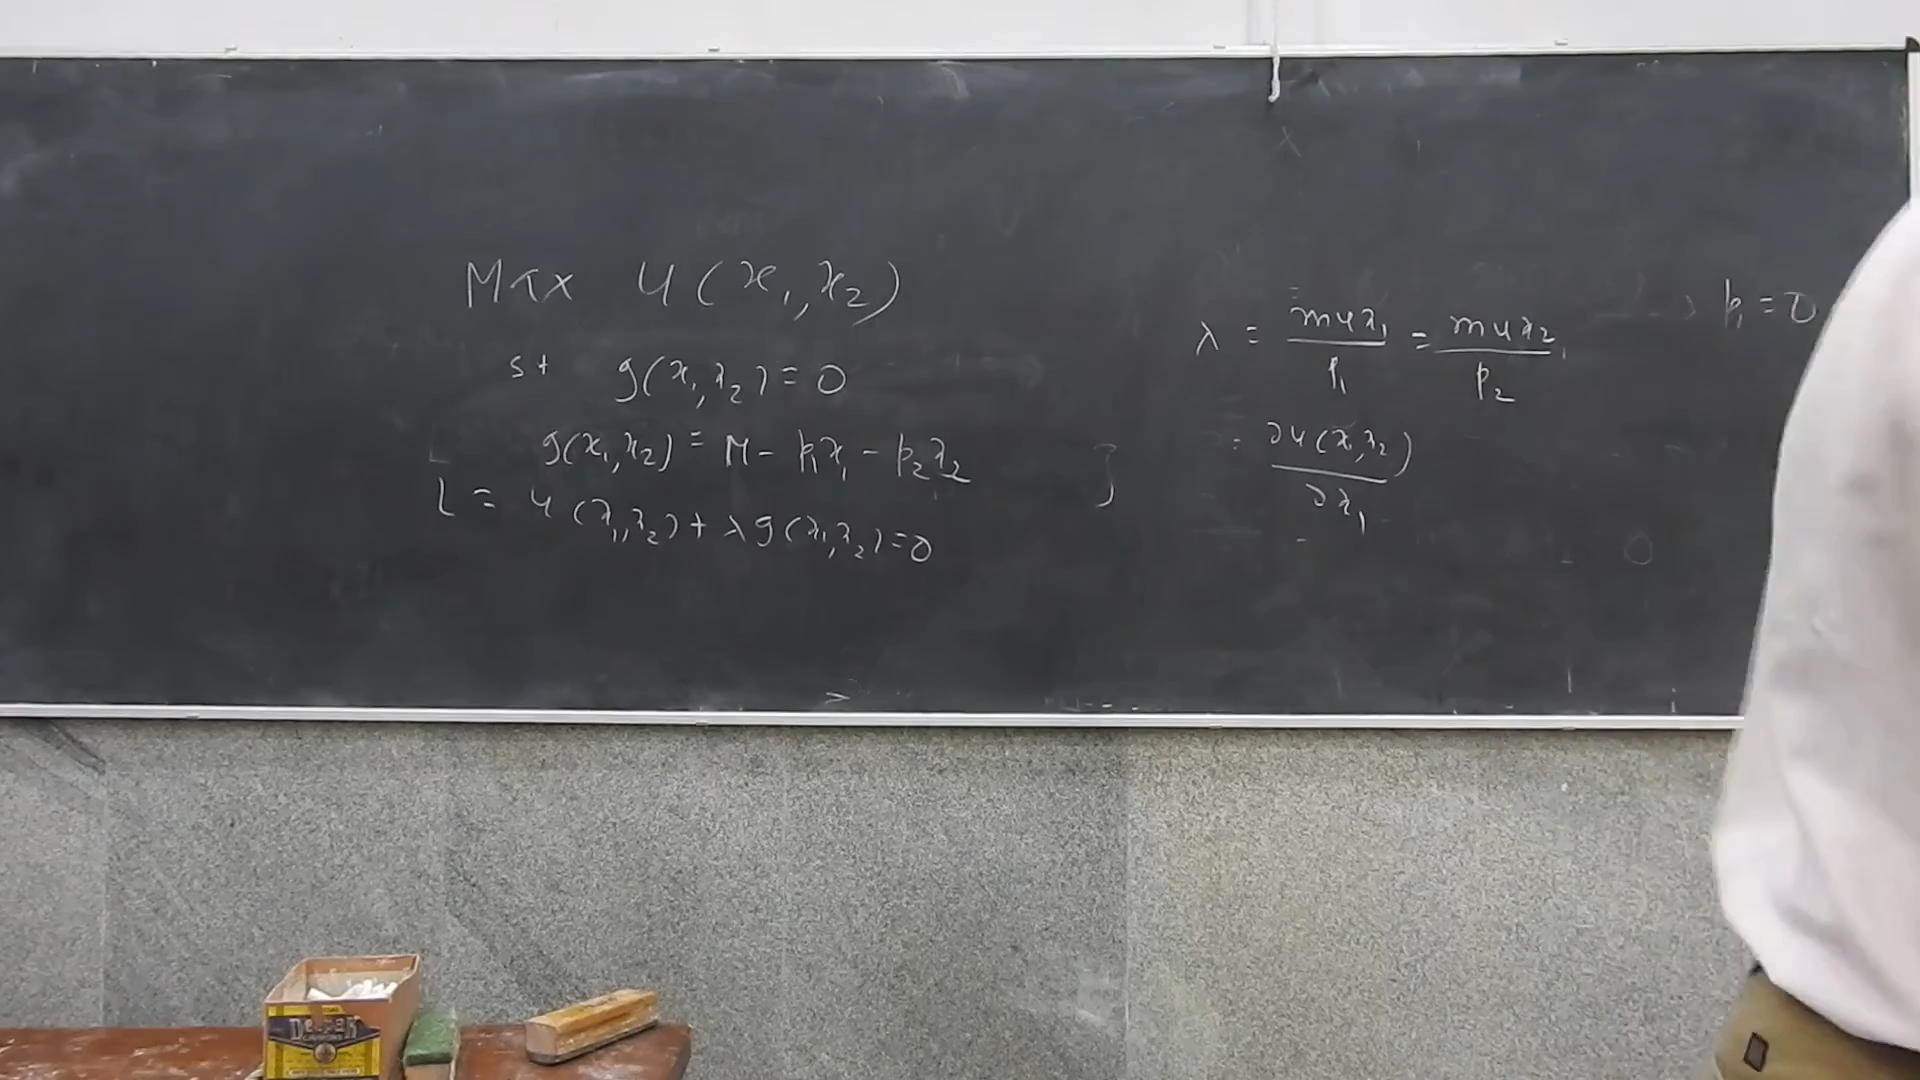 Max u(x₁, x₂)
st g(x₁, x₂) = 0
g(x₁, x₂) = M - p₁x₁ - p₂x₂
L = u(x₁, x₂) + λ g(x₁, x₂) = 0
λ = mux₁/p₁ = mux₂/p₂
= ∂u(x₁, x₂)/∂x₁
p₁ = 0